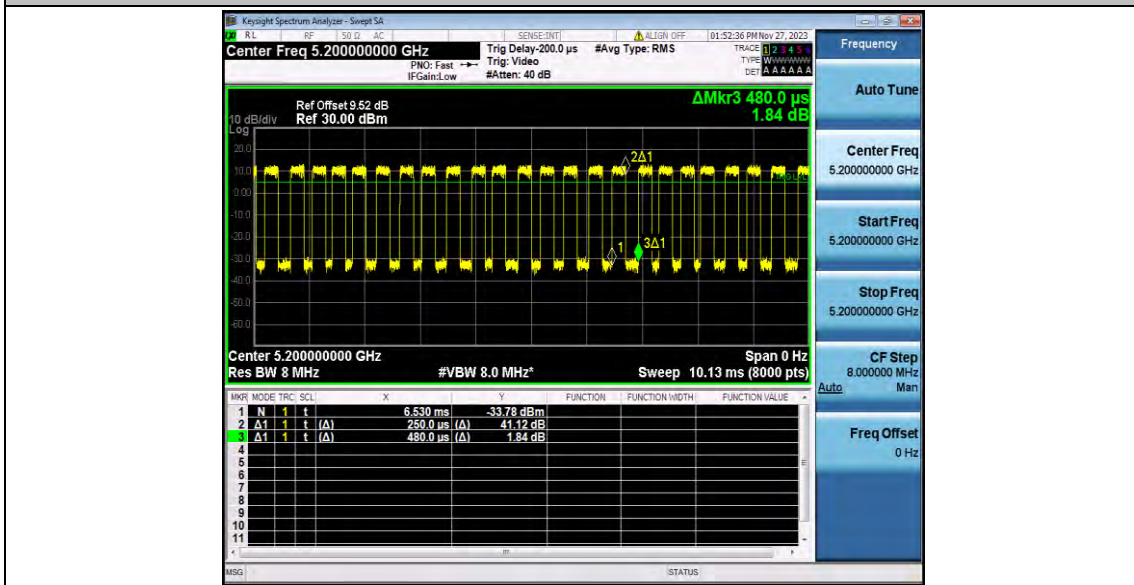 Keysight Spectrum Analyzer - Swept SA
RL RF 50 Ω AC SENSE:INT ALIGN OFF 01:52:36 PM Nov 27, 2023
Center Freq 5.200000000 GHz
PNO: Fast
IFGain:Low
Trig Delay-200.0 µs
Trig: Video
#Atten: 40 dB
#Avg Type: RMS
TRACE 1 2 3 4 5 6
TYPE WWWWWW
DET A A A A A A
Frequency
Auto Tune
Center Freq
5.200000000 GHz
Start Freq
5.200000000 GHz
Stop Freq
5.200000000 GHz
CF Step
8.000000 MHz
Auto Man
Freq Offset
0 Hz
ΔMkr3 480.0 µs
1.84 dB
Ref Offset 9.52 dB
10 dB/div Ref 30.00 dBm
Log
20.0
10.0
0.00
-10.0
-20.0
-30.0
-40.0
-50.0
-60.0
2Δ1
1
3Δ1
Center 5.200000000 GHz Span 0 Hz
Res BW 8 MHz #VBW 8.0 MHz* Sweep 10.13 ms (8000 pts)
MKR MODE TRC SCL X Y FUNCTION FUNCTION WIDTH FUNCTION VALUE
1 N 1 t 6.530 ms -33.78 dBm
2 Δ1 1 t (Δ) 250.0 µs (Δ) 41.12 dB
3 Δ1 1 t (Δ) 480.0 µs (Δ) 1.84 dB
4
5
6
7
8
9
10
11
MSG STATUS